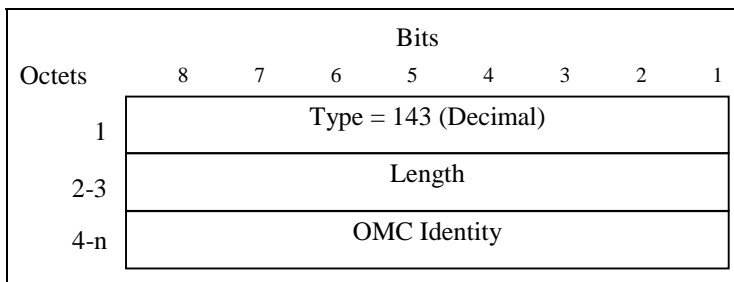 Bits
Octets 8 7 6 5 4 3 2 1
1 Type = 143 (Decimal)
2-3 Length
4-n OMC Identity